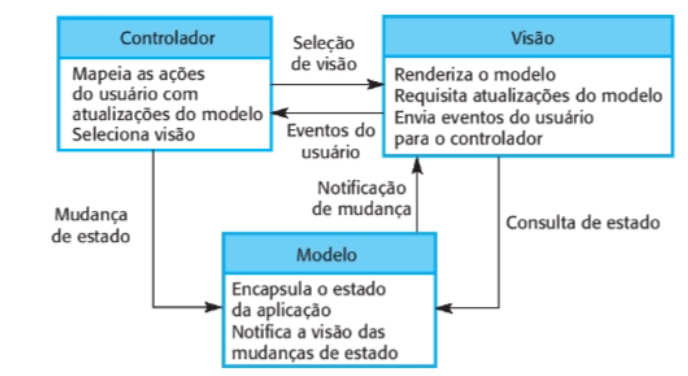 Controlador
Mapeia as ações
do usuário com
atualizações do modelo
Seleciona visão
Seleção
de visão
Eventos do
usuário
Visão
Renderiza o modelo
Requisita atualizações do modelo
Envia eventos do usuário
para o controlador
Mudança
de estado
Notificação
de mudança
Consulta de estado
Modelo
Encapsula o estado
da aplicação
Notifica a visão das
mudanças de estado